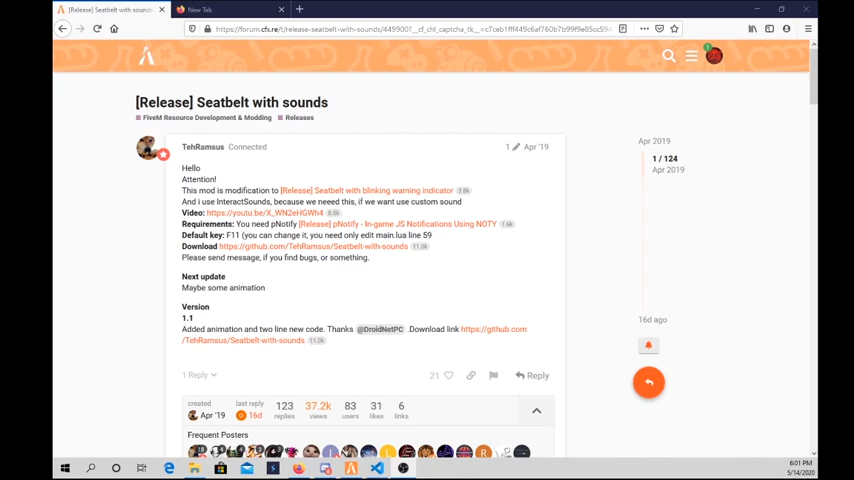 [Release] Seatbelt with sounds
New Tab
https://forum.cfx.re/t/release-seatbelt-with-sounds/449900?__cf_chl_captcha_tk__=
[Release] Seatbelt with sounds
FiveM Resource Development & Modding
Releases
TehRamsus Connected
1
Apr '19
Hello
Attention!
This mod is modification to [Release] Seatbelt with blinking warning indicator 3.8k
And i use InteractSounds, because we neeed this, if we want use custom sound
Video: https://youtu.be/X_WN2eHGWh4 8.0k
Requirements: You need pNotify [Release] pNotify - In-game JS Notifications Using NOTY 1.6k
Default key: F11 (you can change it, you need only edit main.lua line 59
Download https://github.com/TehRamsus/Seatbelt-with-sounds 11.0k
Please send message, if you find bugs, or something.
Next update
Maybe some animation
Version
1.1
Added animation and two line new code. Thanks @DroidNetPC .Download link https://github.com
/TehRamsus/Seatbelt-with-sounds 11.0k
1 Reply
21
Reply
created
Apr '19
last reply
16d
123
replies
37.2k
views
83
users
31
likes
6
links
Frequent Posters
Apr 2019
1 / 124
Apr 2019
16d ago
6:01 PM
5/14/2020